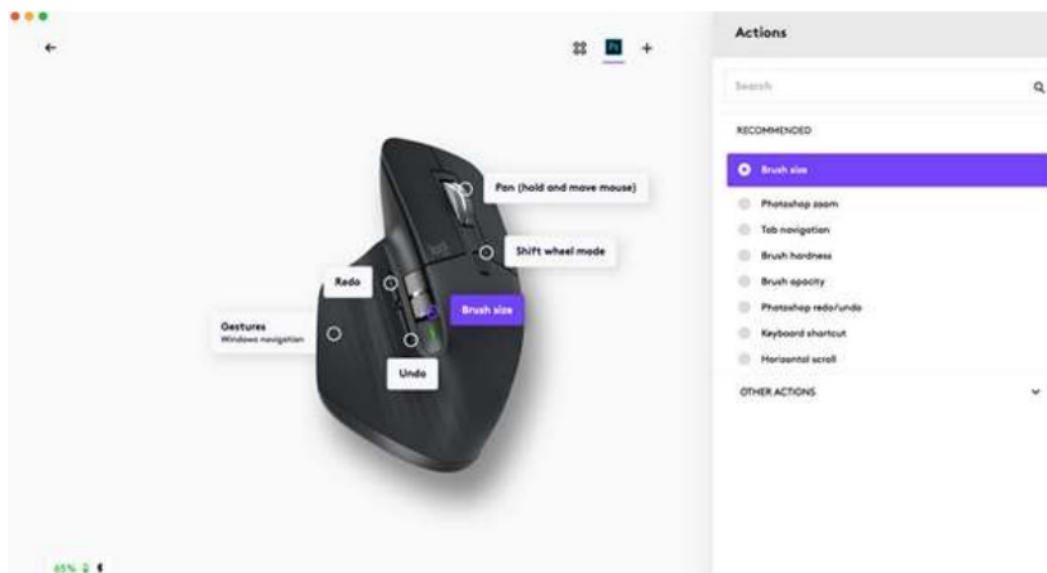 Ps
Actions
Search
RECOMMENDED
Brush size
Photoshop zoom
Tab navigation
Brush hardness
Brush opacity
Photoshop redo/undo
Keyboard shortcut
Horizontal scroll
OTHER ACTIONS
Pan (hold and move mouse)
Shift wheel mode
Redo
Brush size
Gestures
Windows navigation
Undo
65%